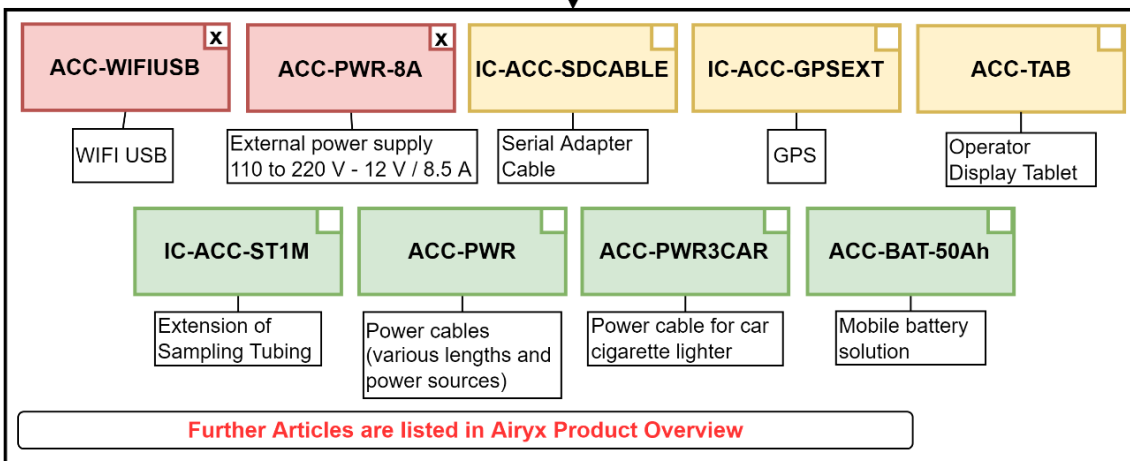 X
X
ACC-WIFIUSB
ACC-PWR-8A
IC-ACC-SDCABLE
IC-ACC-GPSEXT
ACC-TAB
WIFI USB
External power supply
110 to 220 V - 12 V / 8.5 A
Serial Adapter
Cable
GPS
Operator
Display Tablet
IC-ACC-ST1M
ACC-PWR
ACC-PWR3CAR
ACC-BAT-50Ah
Extension of
Sampling Tubing
Power cables
(various lengths and
power sources)
Power cable for car
cigarette lighter
Mobile battery
solution
Further Articles are listed in Airyx Product Overview